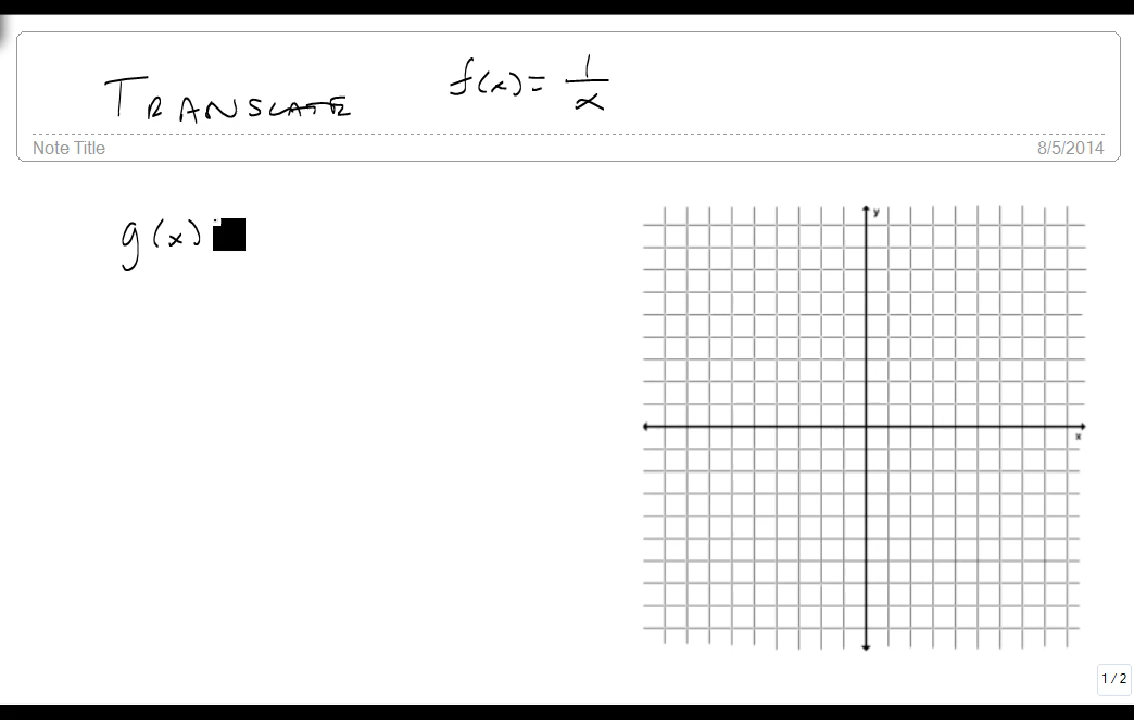 TRANSLATE f(x) = 1/x
Note Title 8/5/2014
g(x)
y
x
1 / 2